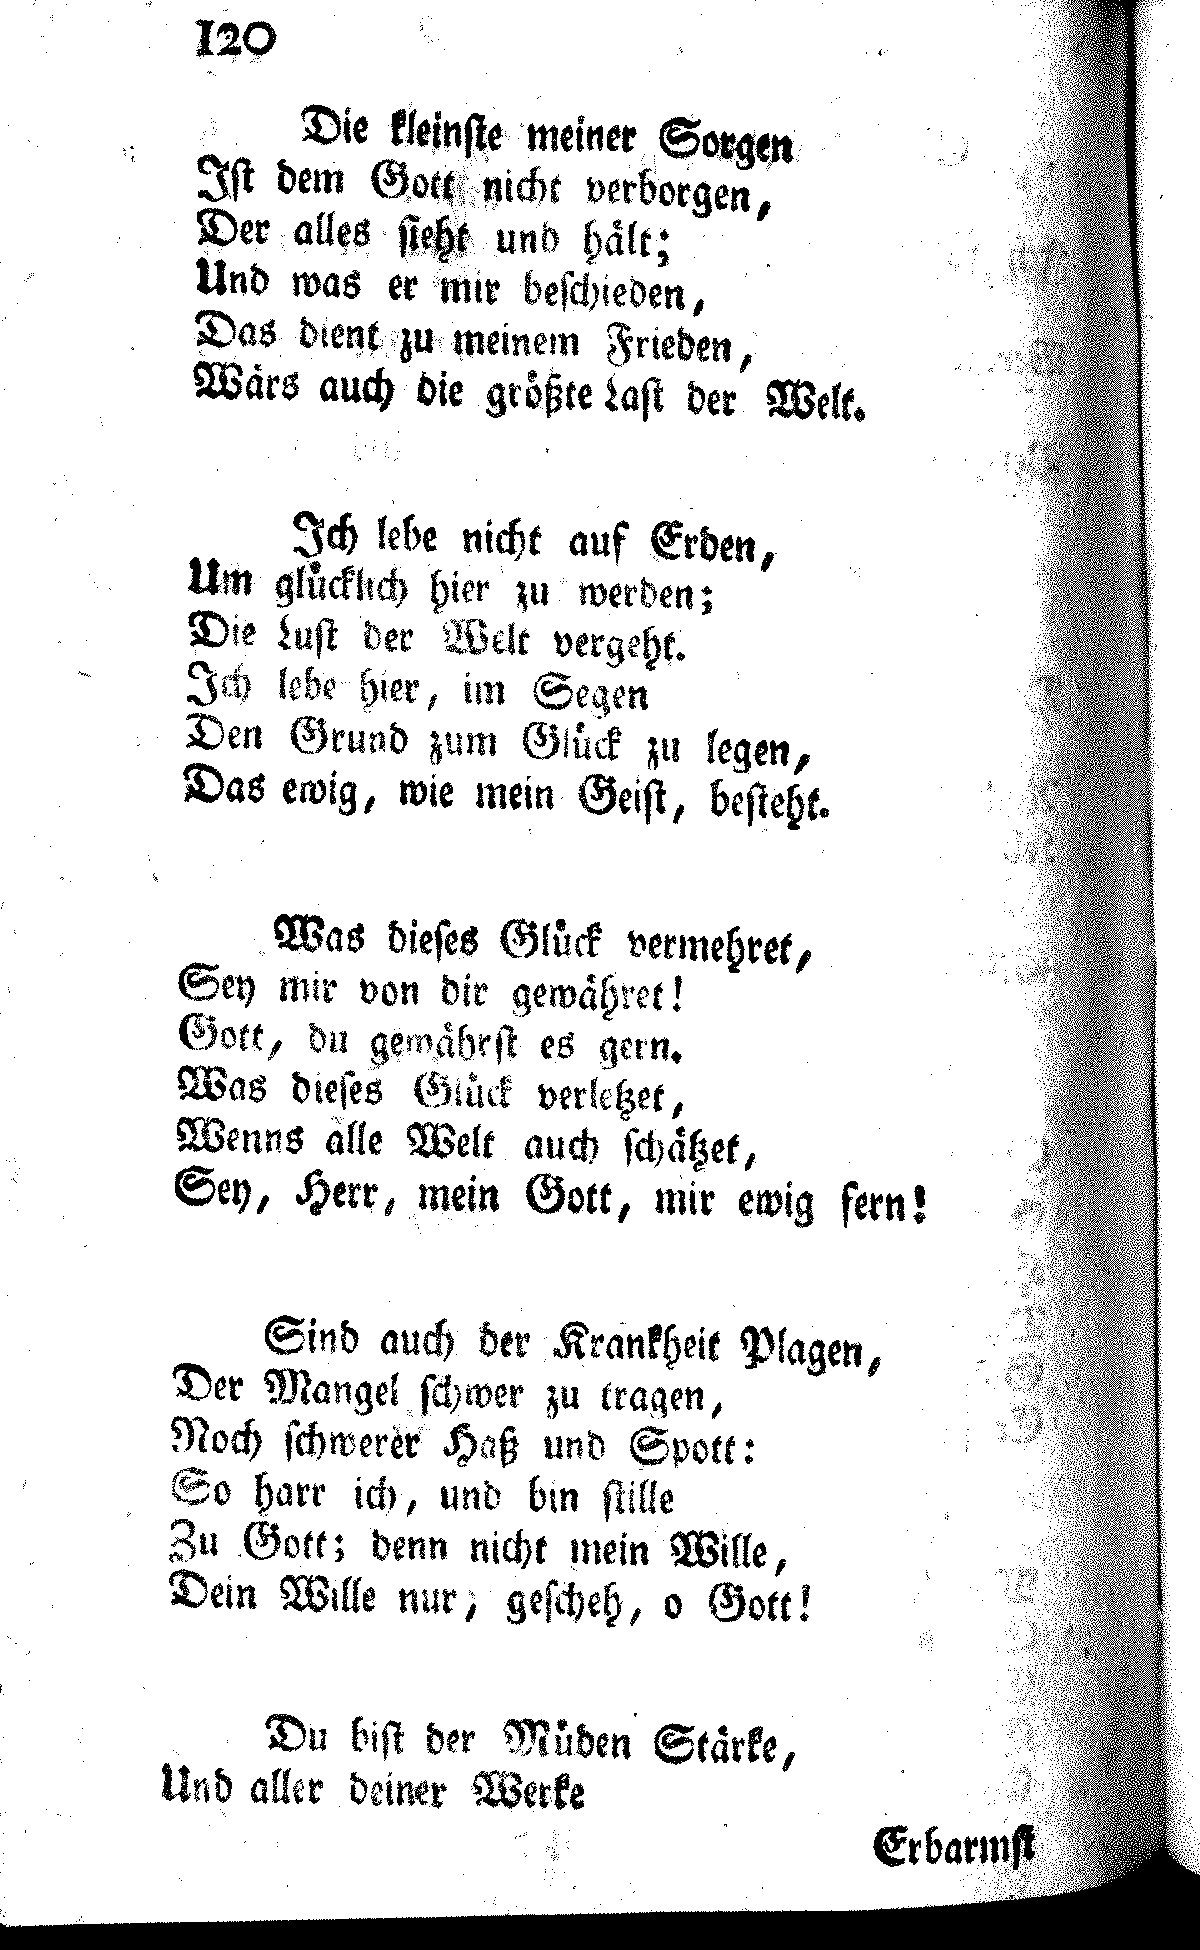 120
Die kleinste meiner Sorgen
Ist dem Gott nicht verborgen,
Der alles sieht und hält;
Und was er mir beschieden,
Das dient zu meinem Frieden,
Wärs auch die größte Last der Welt.
Ich lebe nicht auf Erden,
Um glücklich hier zu werden;
Die Lust der Welt vergeht.
Ich lebe hier, im Segen
Den Grund zum Glück zu legen,
Das ewig, wie mein Geist, besteht.
Was dieses Glück vermehret,
Sey mir von dir gewähret!
Gott, du gewährst es gern.
Was dieses Glück verletzet,
Wenns alle Welt auch schätzet,
Sey, Herr, mein Gott, mir ewig fern!
Sind auch der Krankheit Plagen,
Der Mangel schwer zu tragen,
Noch schwerer Haß und Spott:
So harr ich, und bin stille
Zu Gott; denn nicht mein Wille,
Dein Wille nur, gescheh, o Gott!
Du bist der Müden Stärke,
Und aller deiner Werke
Erbarmst